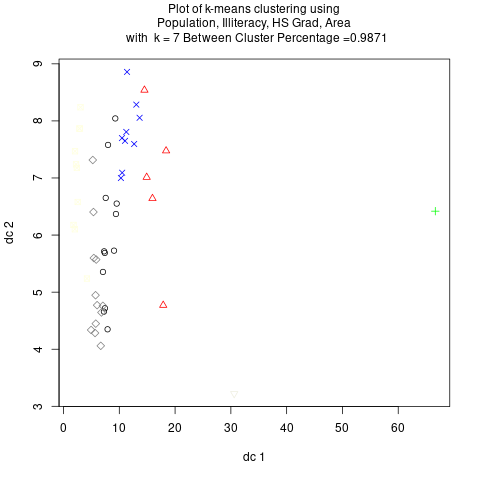 Plot of k-means clustering using
Population, Illiteracy, HS Grad, Area
with  k = 7 Between Cluster Percentage =0.9871
9
8
7
6
5
4
3
dc 2
0 10 20 30 40 50 60
dc 1